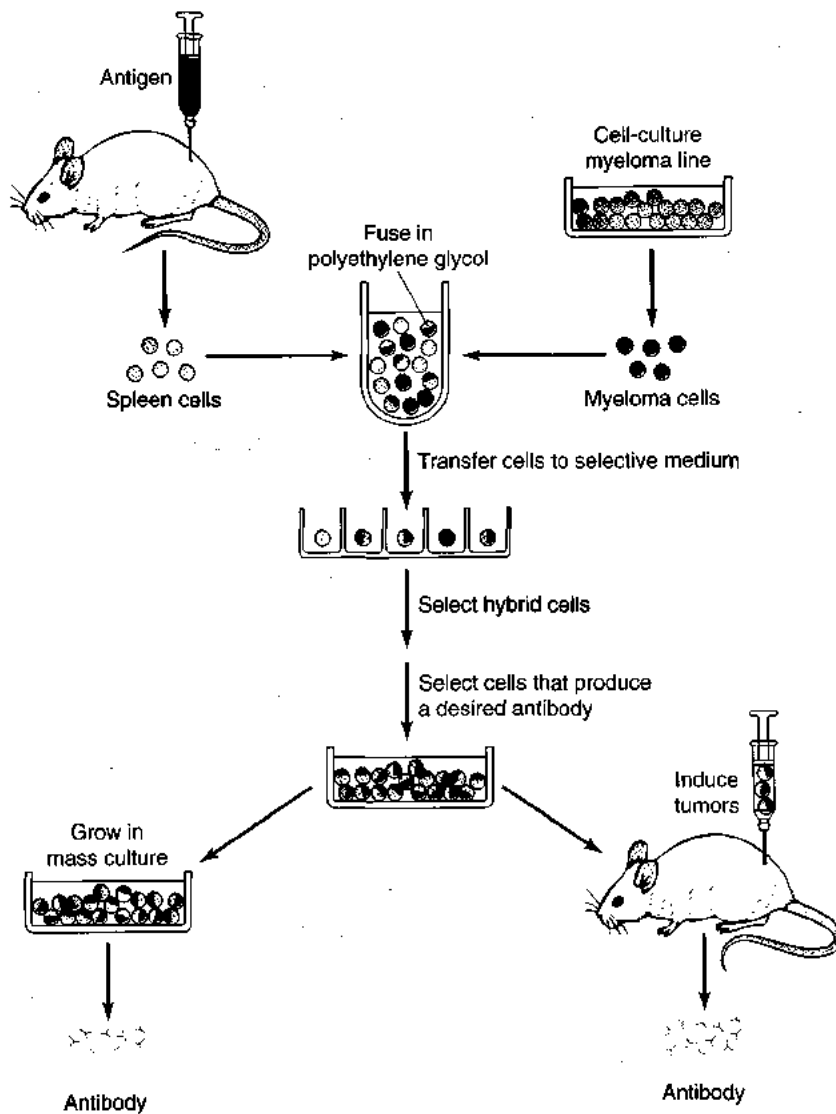 Antigen
Cell-culture
myeloma line
Fuse in
polyethylene glycol
Spleen cells
Myeloma cells
Transfer cells to selective medium
Select hybrid cells
Select cells that produce
a desired antibody
Induce
tumors
Grow in
mass culture
Antibody
Antibody